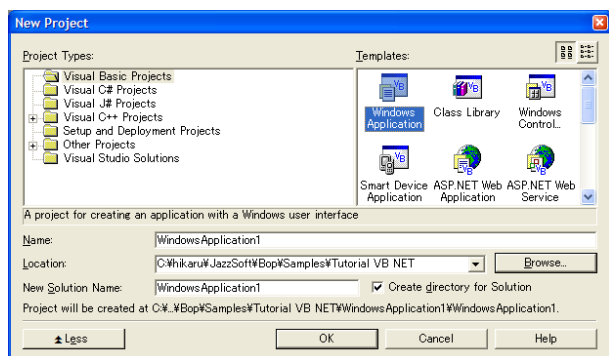 New Project
Project Types:
Visual Basic Projects
Visual C# Projects
Visual J# Projects
Visual C++ Projects
Setup and Deployment Projects
Other Projects
Visual Studio Solutions
Templates:
Windows Application
Class Library
Windows Control...
Smart Device Application
ASP.NET Web Application
ASP.NET Web Service
A project for creating an application with a Windows user interface
Name:
WindowsApplication1
Location:
C:¥hikaru¥JazzSoft¥Bop¥Samples¥Tutorial VB NET
Browse...
New Solution Name:
WindowsApplication1
Create directory for Solution
Project will be created at C:¥...¥Bop¥Samples¥Tutorial VB NET¥WindowsApplication1¥WindowsApplication1.
Less
OK
Cancel
Help